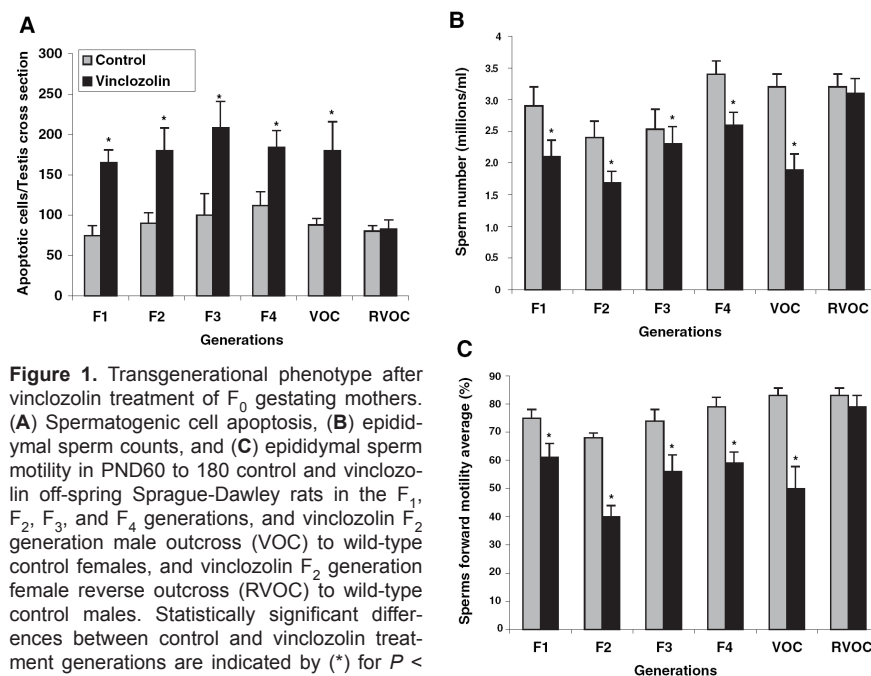 A
300
250
200
150
100
50
0
Apoptotic cells/Testis cross section
Control
Vinclozolin
*
*
*
*
*
F1 F2 F3 F4 VOC RVOC
Generations
B
4
3.5
3.0
2.5
2.0
1.5
1.0
.5
0
Sperm number (millions/ml)
*
*
*
*
*
F1 F2 F3 F4 VOC RVOC
Generations
Figure 1. Transgenerational phenotype after
vinclozolin treatment of F0 gestating mothers.
(A) Spermatogenic cell apoptosis, (B) epidid-
ymal sperm counts, and (C) epididymal sperm
motility in PND60 to 180 control and vinclozo-
lin off-spring Sprague-Dawley rats in the F1,
F2, F3, and F4 generations, and vinclozolin F2
generation male outcross (VOC) to wild-type
control females, and vinclozolin F2 generation
female reverse outcross (RVOC) to wild-type
control males. Statistically significant differ-
ences between control and vinclozolin treat-
ment generations are indicated by (*) for P <
C
90
80
70
60
50
40
30
20
10
0
Sperms forward motility average (%)
*
*
*
*
*
F1 F2 F3 F4 VOC RVOC
Generations